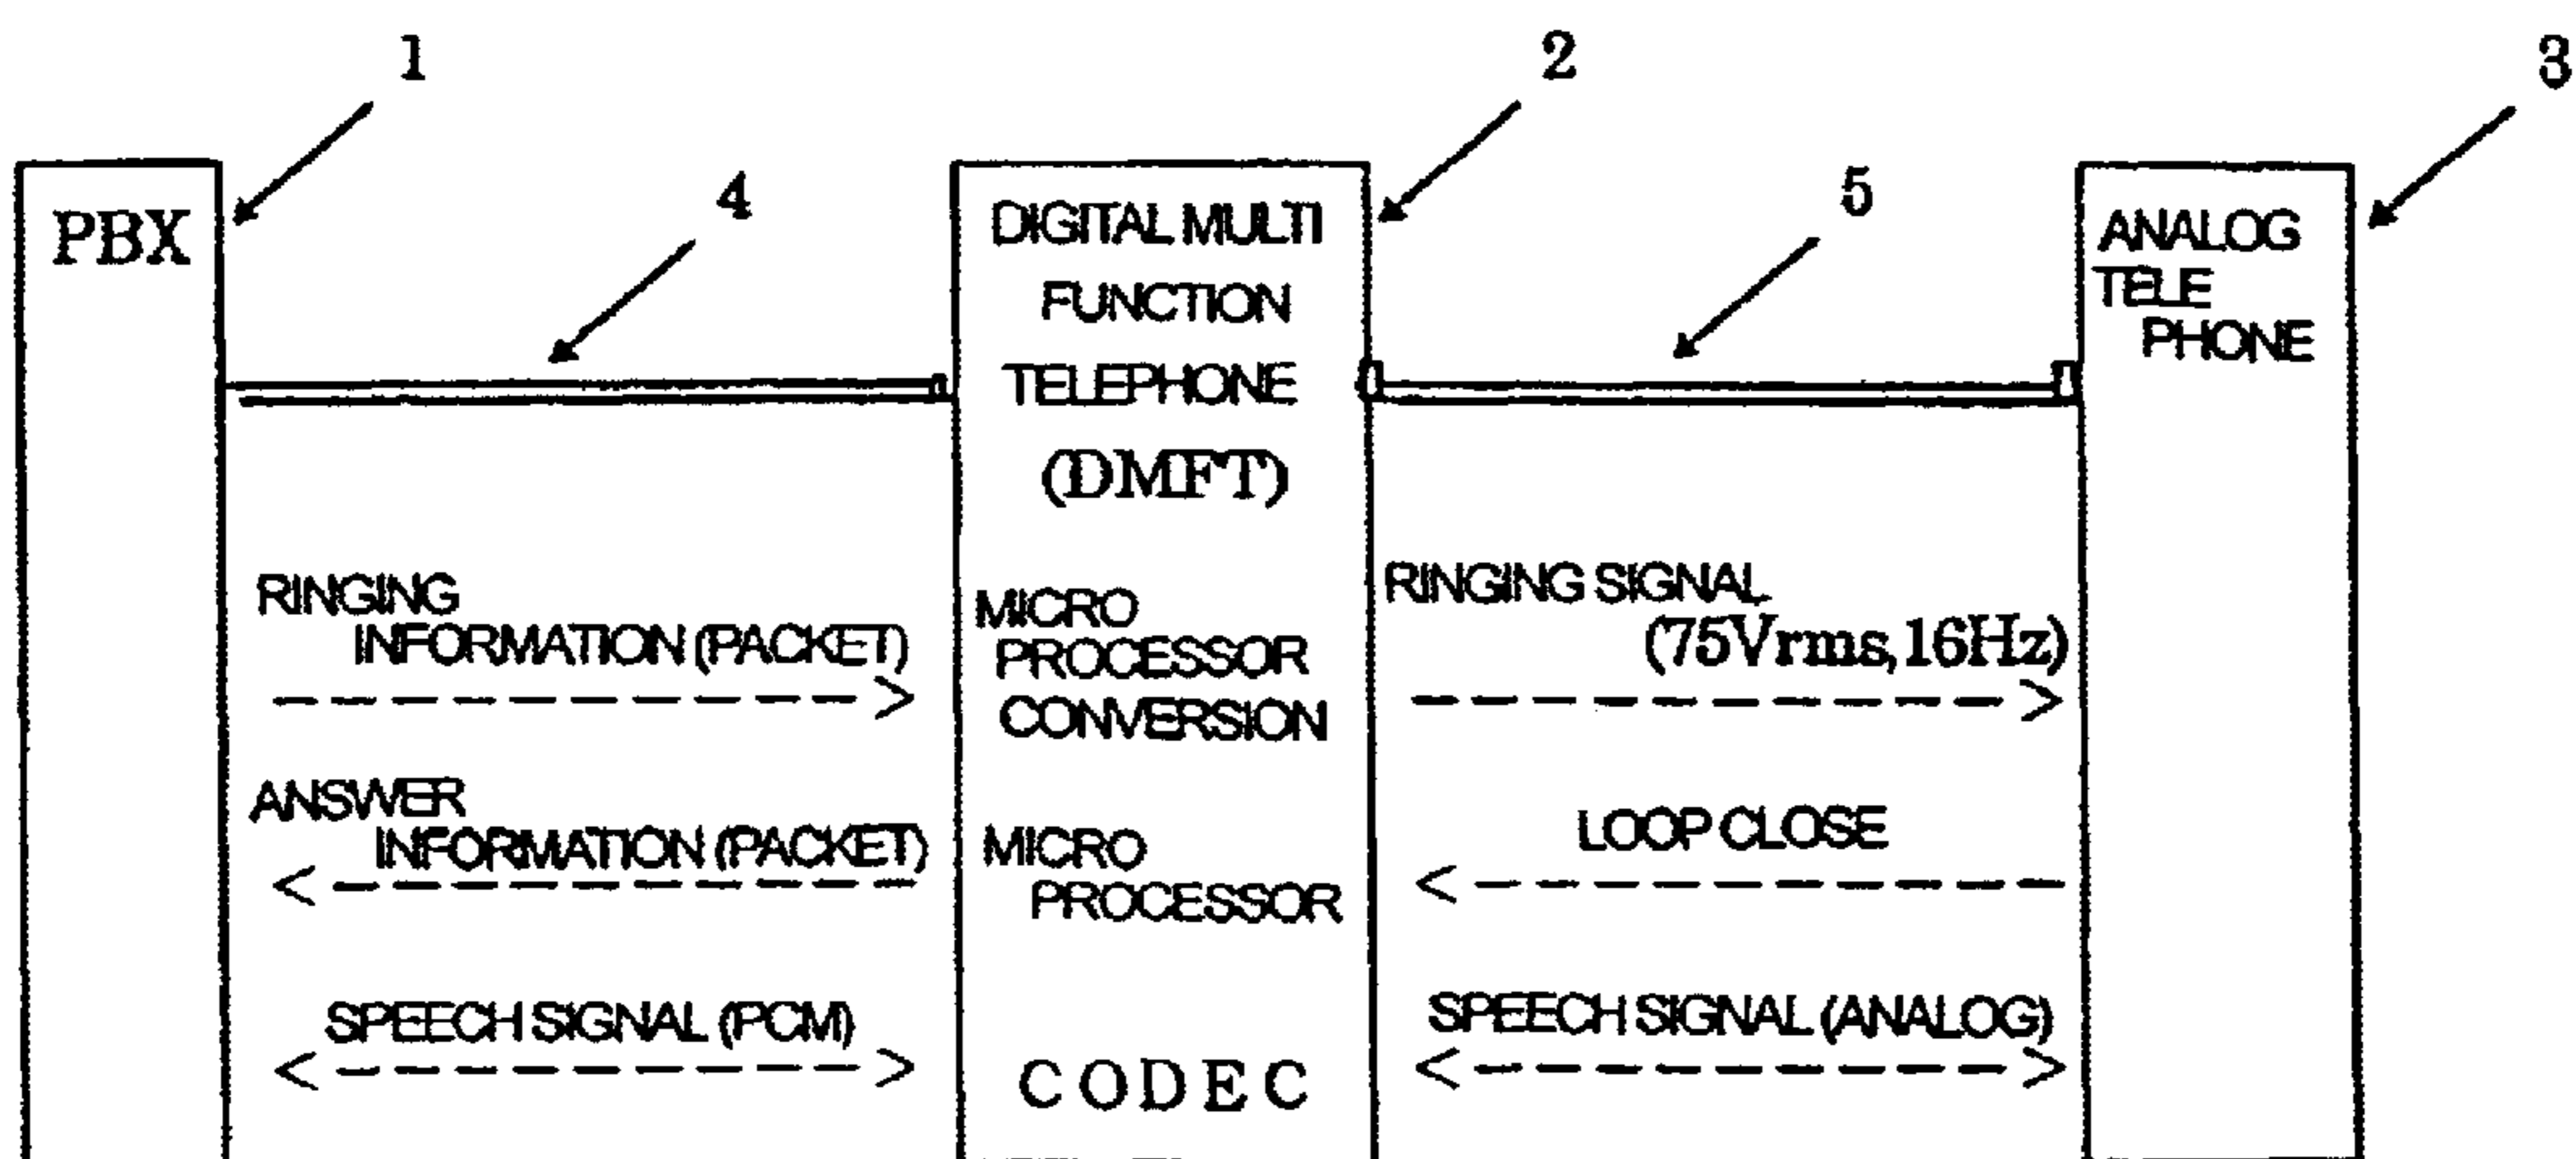 1
2
3
4
5
PBX
DIGITAL MULTI
FUNCTION
TELEPHONE
(DMFT)
ANALOG
TELE
PHONE
RINGING
INFORMATION (PACKET)
MICRO
PROCESSOR
CONVERSION
RINGING SIGNAL
(75Vrms, 16Hz)
ANSWER
INFORMATION (PACKET)
MICRO
PROCESSOR
LOOP CLOSE
SPEECH SIGNAL (PCM)
CODEC
SPEECH SIGNAL (ANALOG)